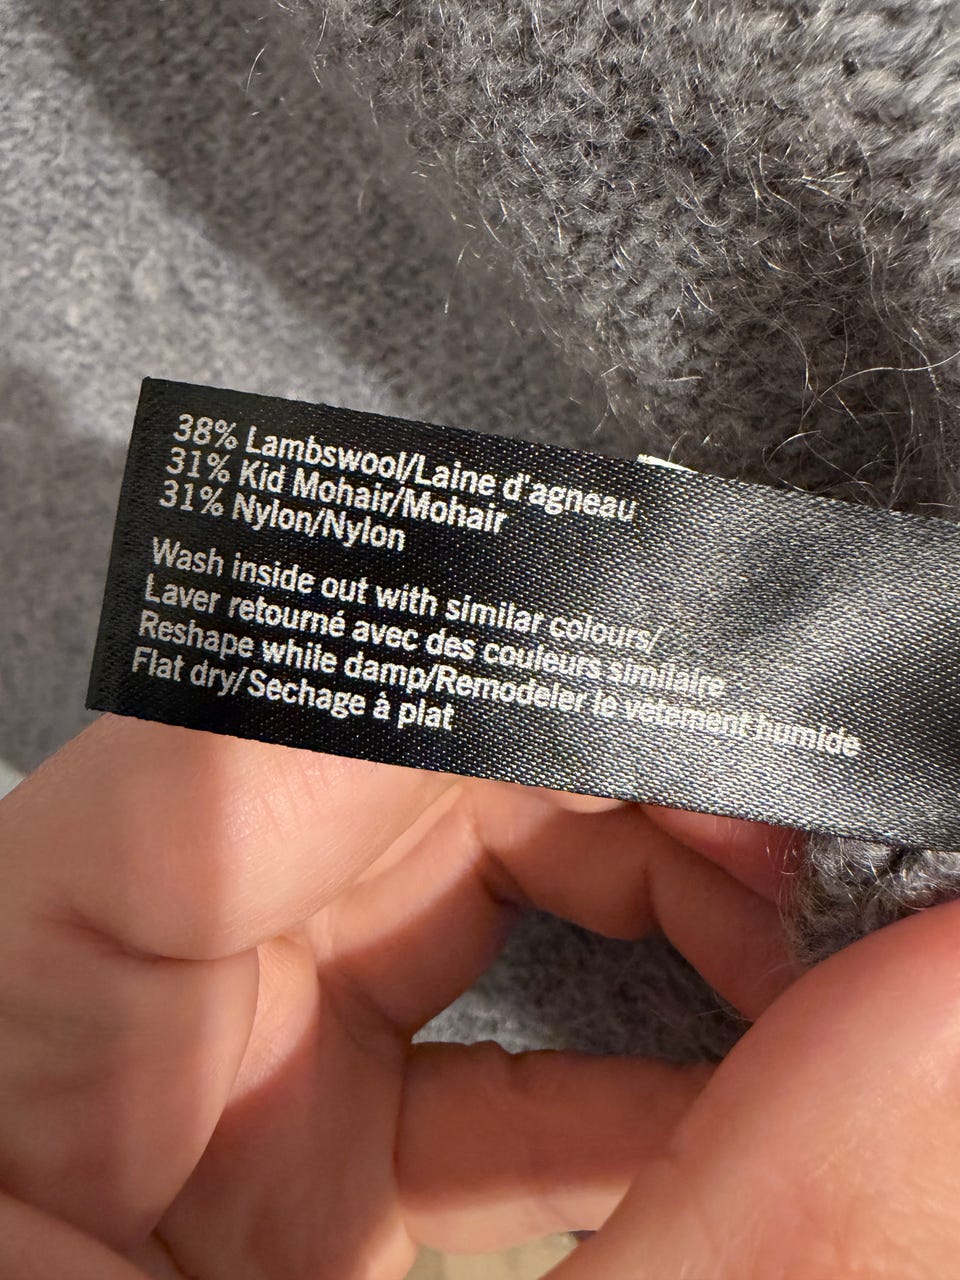 38% Lambswool/Laine d'agneau
31% Kid Mohair/Mohair
31% Nylon/Nylon
Wash inside out with similar colours/
Laver retourné avec des couleurs similaire
Reshape while damp/Remodeler le vetement humide
Flat dry/Sechage à plat